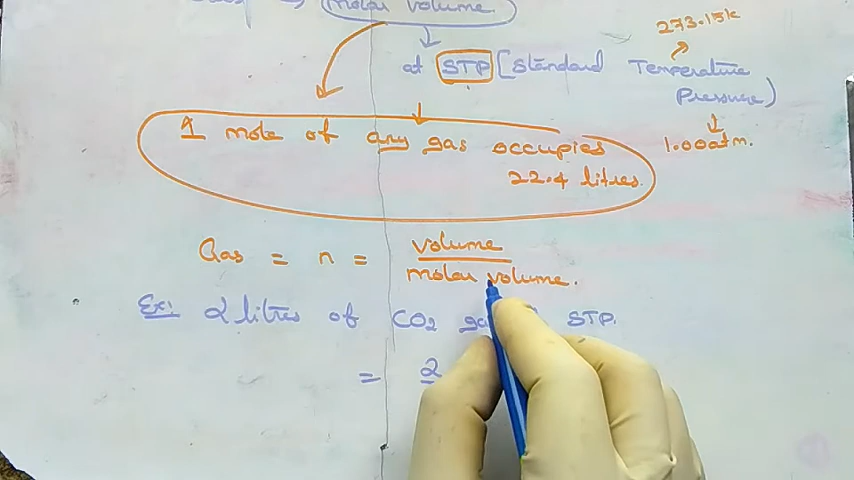 molar volume
273.15k
at STP [Standard Temperature
Pressure)
1.00atm.
1 mole of any gas occupies
22.4 litres.
Gas = n = volume
molar volume.
Ex: 2 litres of CO2 STP.
= 2